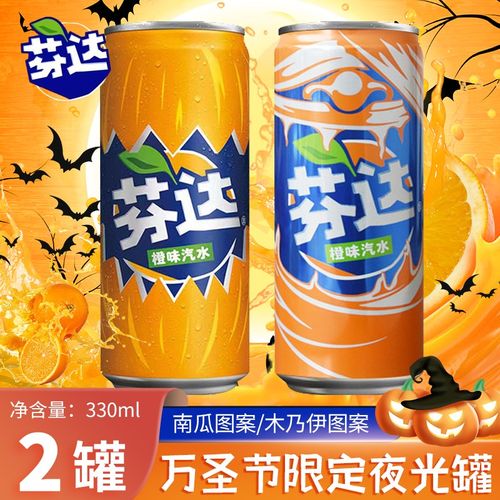 芬达
芬达
橙味汽水
芬达
橙味汽水
净含量：330ml
2罐
南瓜图案/木乃伊图案
万圣节限定夜光罐